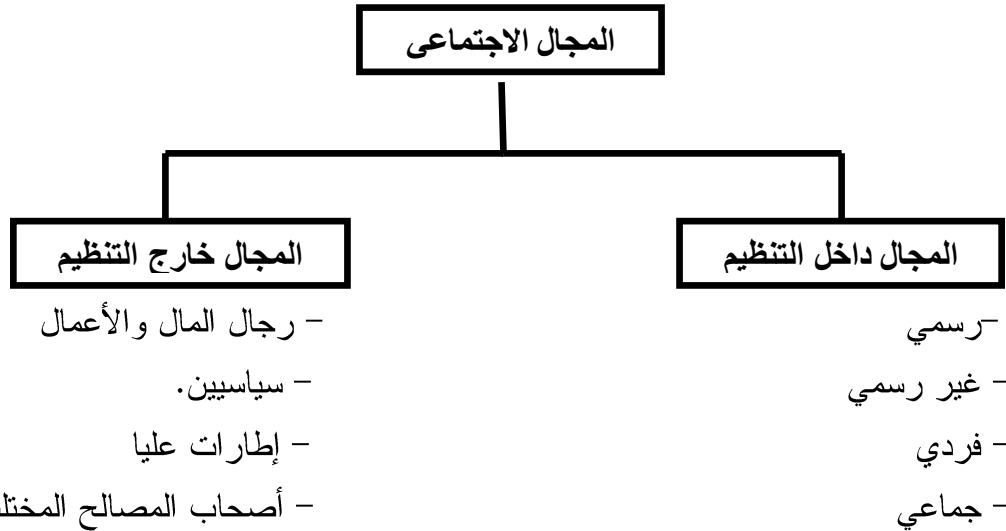 المجال الاجتماعى
المجال داخل التنظيم
-رسمي
- غير رسمي
- فردي
- جماعي
المجال خارج التنظيم
- رجال المال والأعمال
- سياسيين.
- إطارات عليا
- أصحاب المصالح